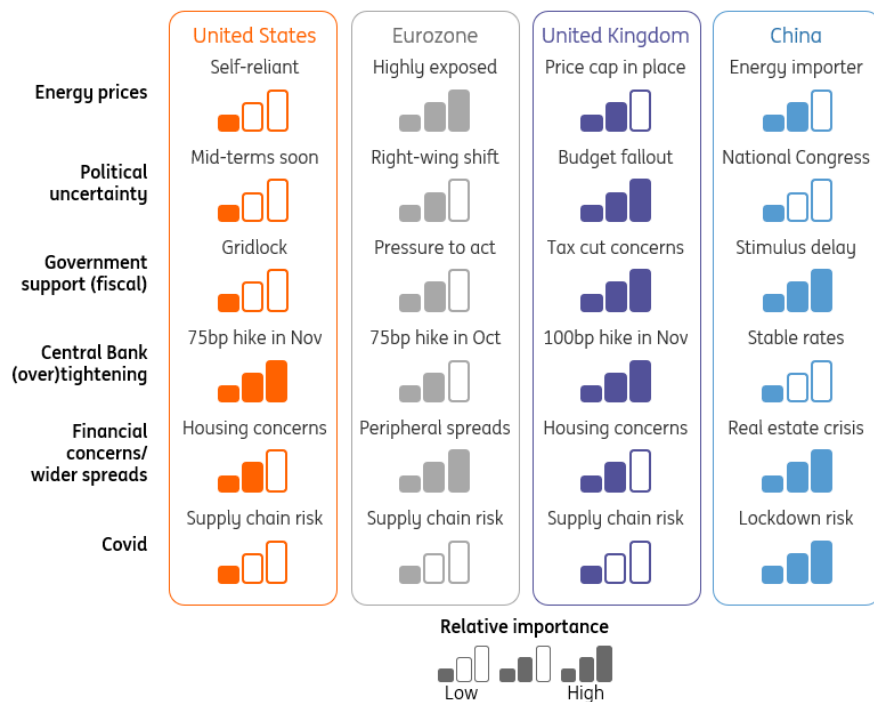 United States
Eurozone
United Kingdom
China
Energy prices
Self-reliant
Highly exposed
Price cap in place
Energy importer
Political
uncertainty
Mid-terms soon
Right-wing shift
Budget fallout
National Congress
Government
support (fiscal)
Gridlock
Pressure to act
Tax cut concerns
Stimulus delay
Central Bank
(over)tightening
75bp hike in Nov
75bp hike in Oct
100bp hike in Nov
Stable rates
Financial
concerns/
wider spreads
Housing concerns
Peripheral spreads
Housing concerns
Real estate crisis
Covid
Supply chain risk
Supply chain risk
Supply chain risk
Lockdown risk
Relative importance
Low
High